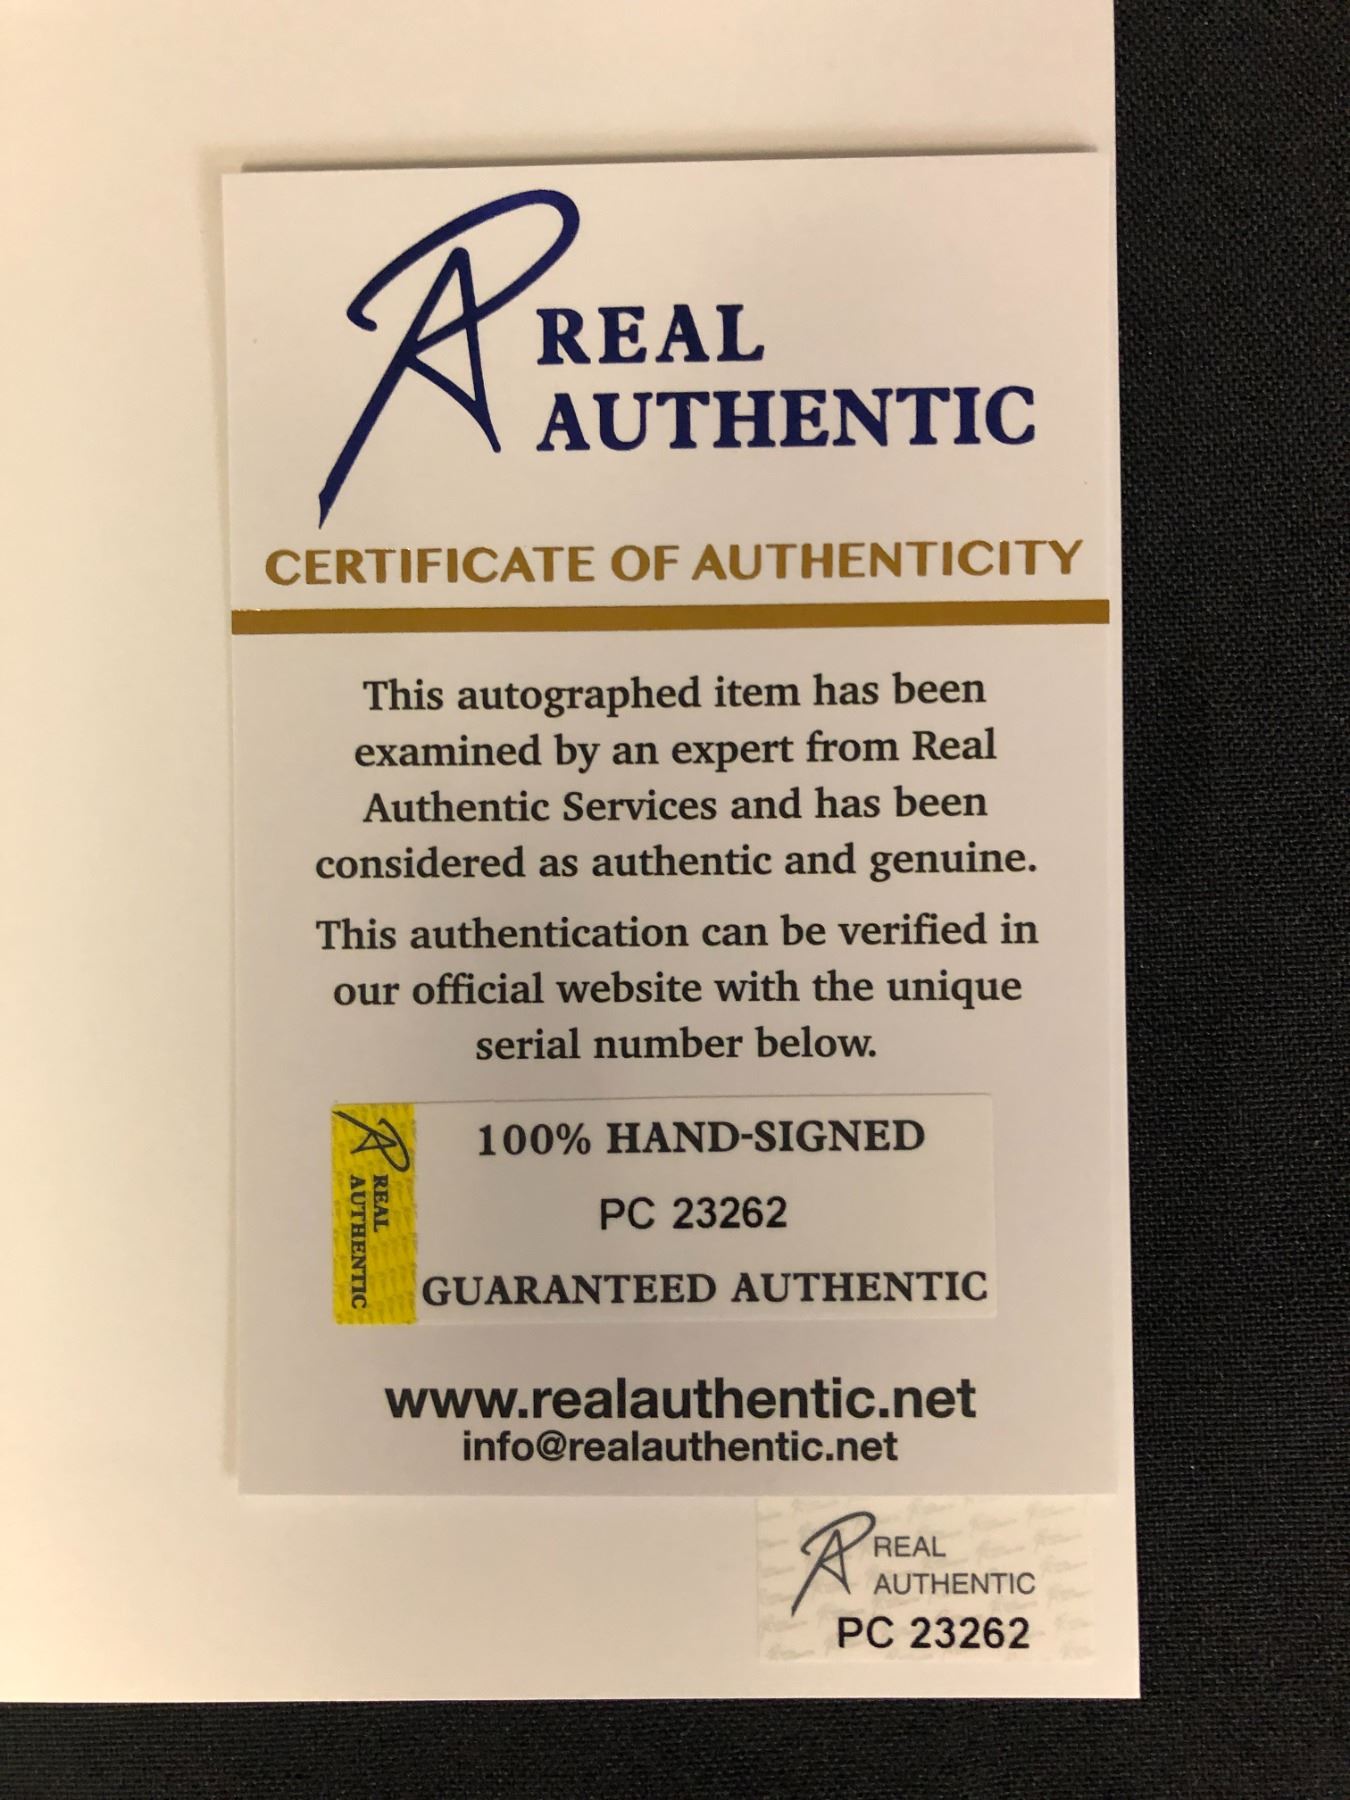 REAL
AUTHENTIC
CERTIFICATE OF AUTHENTICITY
This autographed item has been
examined by an expert from Real
Authentic Services and has been
considered as authentic and genuine.
This authentication can be verified in
our official website with the unique
serial number below.
REAL
AUTHENTIC
100% HAND-SIGNED
PC 23262
GUARANTEED AUTHENTIC
www.realauthentic.net
info@realauthentic.net
REAL
AUTHENTIC
PC 23262